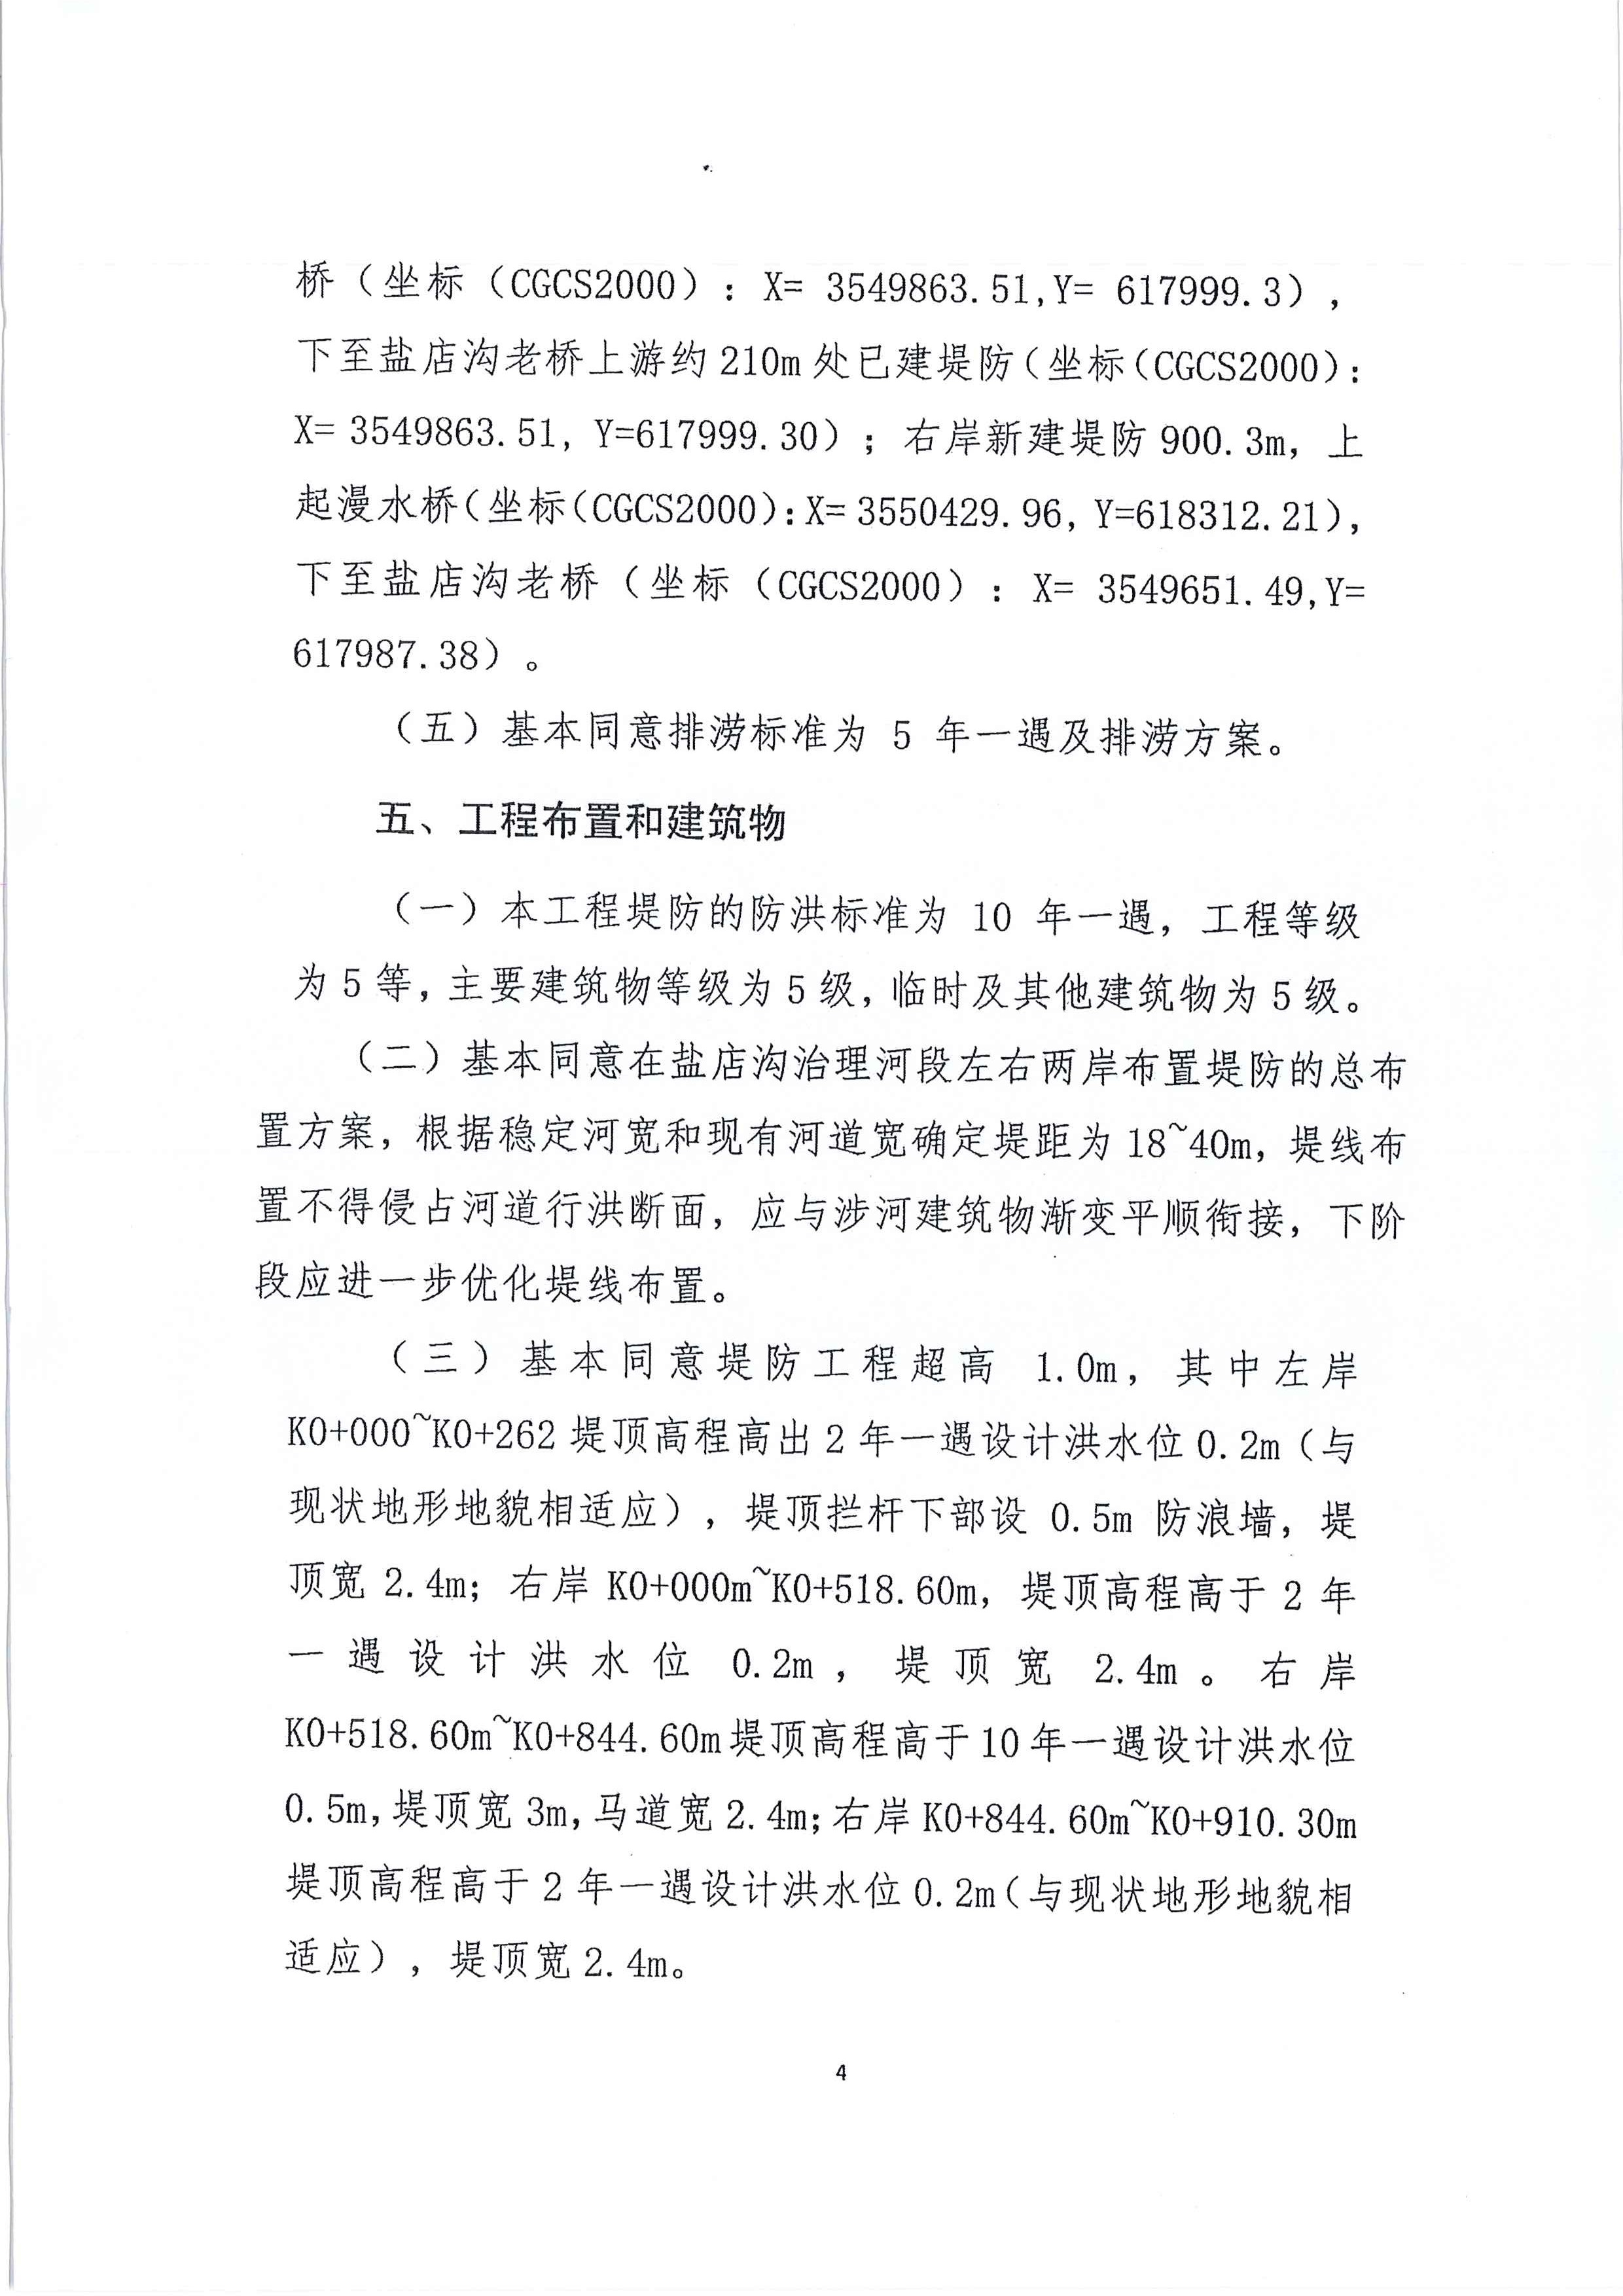 桥（坐标（CGCS2000）：X= 3549863.51,Y= 617999.3），
下至盐店沟老桥上游约210m处已建堤防（坐标（CGCS2000）：
X= 3549863.51, Y=617999.30）；右岸新建堤防900.3m，上
起漫水桥（坐标（CGCS2000）：X= 3550429.96, Y=618312.21），
下至盐店沟老桥（坐标（CGCS2000）：X= 3549651.49,Y=
617987.38）。
（五）基本同意排涝标准为 5 年一遇及排涝方案。
五、工程布置和建筑物
（一）本工程堤防的防洪标准为 10 年一遇，工程等级
为5等，主要建筑物等级为5级，临时及其他建筑物为5级。
（二）基本同意在盐店沟治理河段左右两岸布置堤防的总布
置方案，根据稳定河宽和现有河道宽确定堤距为18~40m，堤线布
置不得侵占河道行洪断面，应与涉河建筑物渐变平顺衔接，下阶
段应进一步优化堤线布置。
（三）基本同意堤防工程超高 1.0m，其中左岸
K0+000~K0+262堤顶高程高出2年一遇设计洪水位0.2m（与
现状地形地貌相适应），堤顶拦杆下部设 0.5m 防浪墙，堤
顶宽 2.4m；右岸 K0+000m~K0+518.60m，堤顶高程高于 2 年
一遇设计洪水位 0.2m，堤顶宽 2.4m。右岸
K0+518.60m~K0+844.60m堤顶高程高于10年一遇设计洪水位
0.5m，堤顶宽3m，马道宽2.4m；右岸K0+844.60m~K0+910.30m
堤顶高程高于2年一遇设计洪水位0.2m（与现状地形地貌相
适应），堤顶宽2.4m。
4